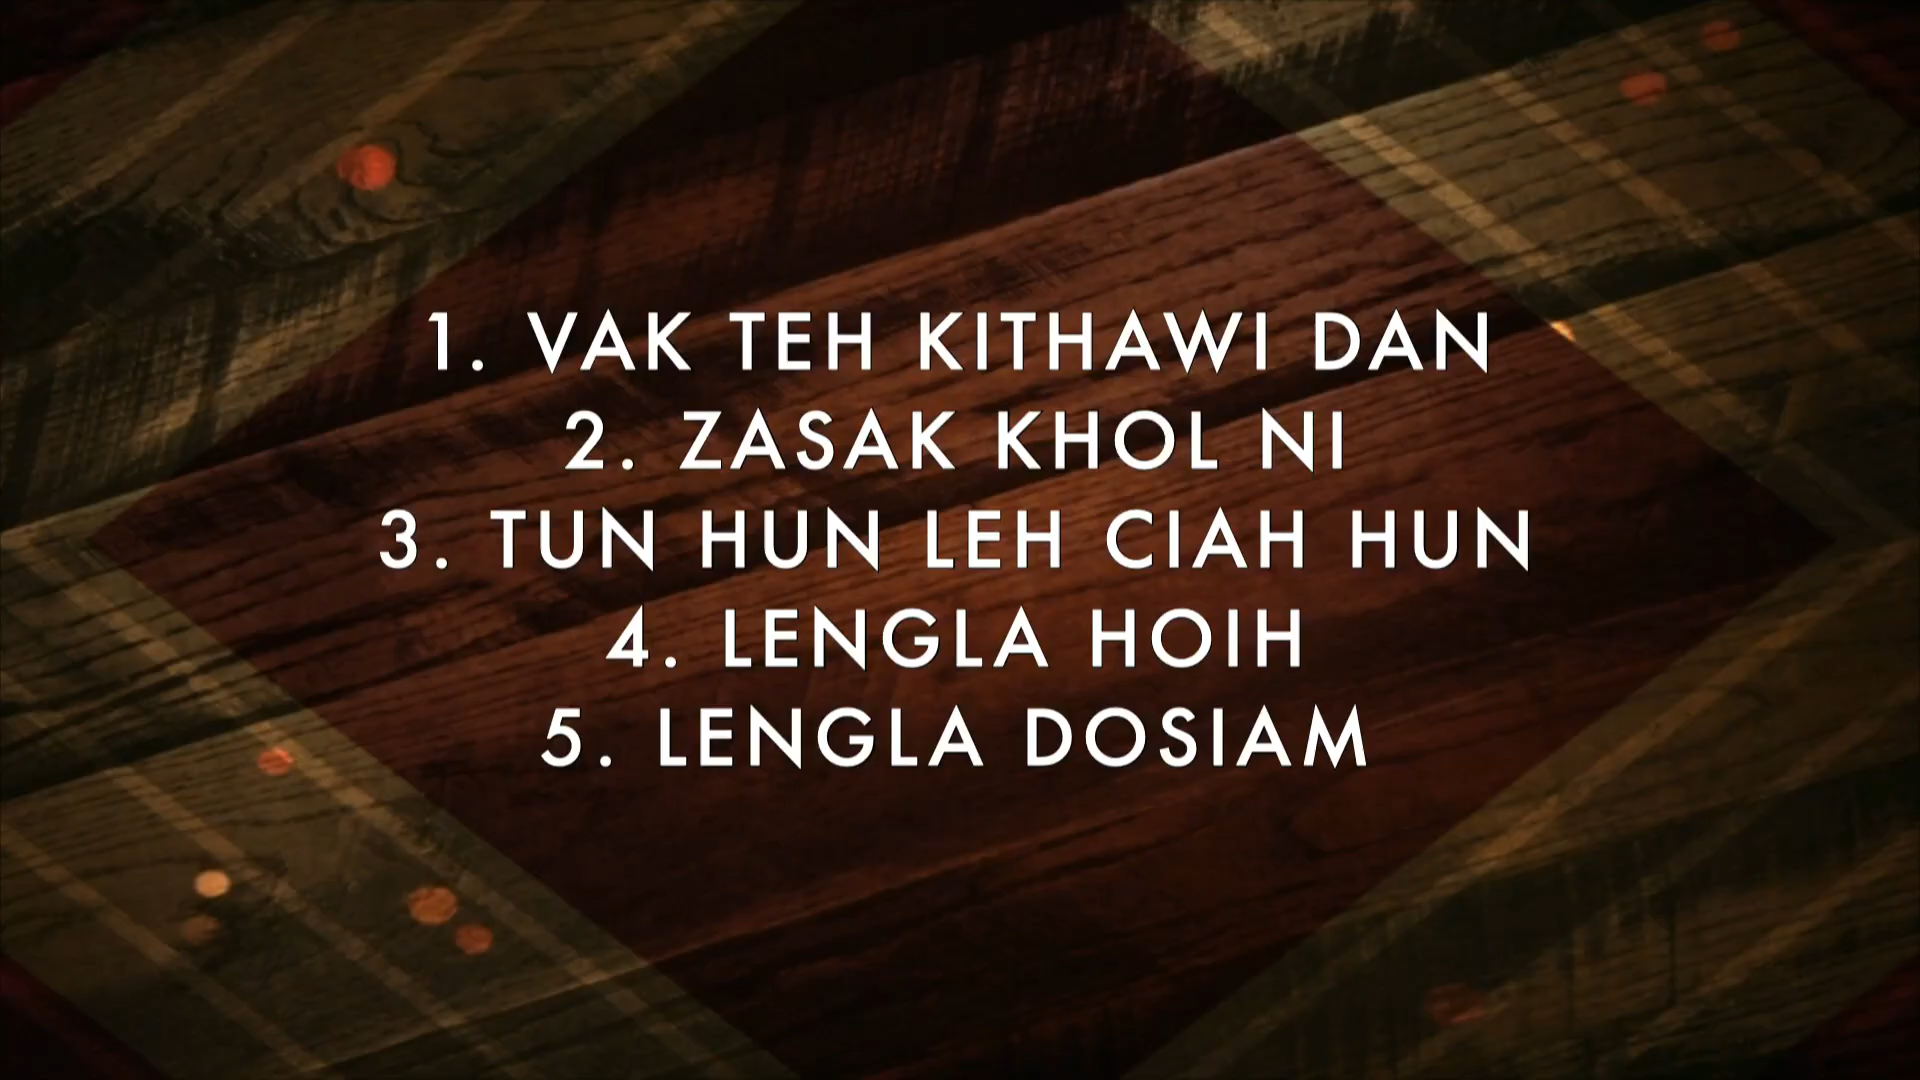 1. VAK TEH KITHAWI DAN
2. ZASAK KHOL NI
3. TUN HUN LEH CIAH HUN
4. LENGLA HOIH
5. LENGLA DOSIAM